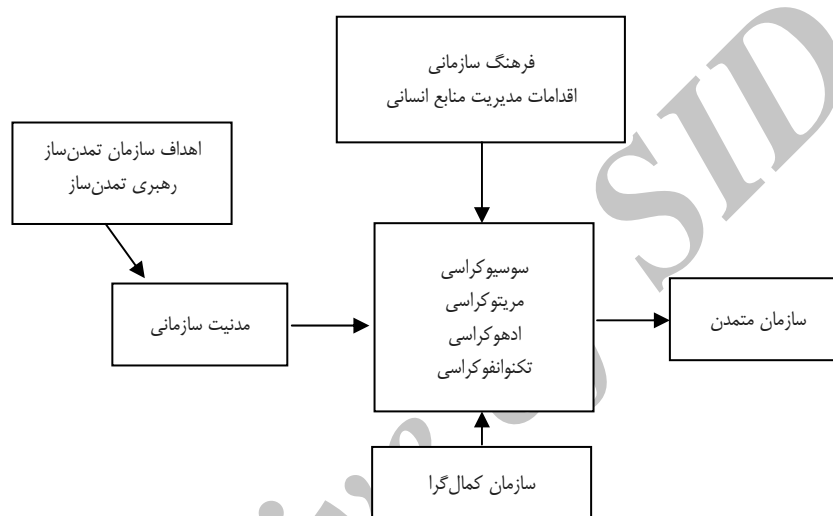 فرهنگ سازمانی
اقدامات مدیریت منابع انسانی
اهداف سازمان تمدن‌ساز
رهبری تمدن‌ساز
سوسیوکراسی
مریتوکراسی
ادهوکراسی
تکنوانفوکراسی
مدنیت سازمانی
سازمان متمدن
سازمان کمال‌گرا
SID